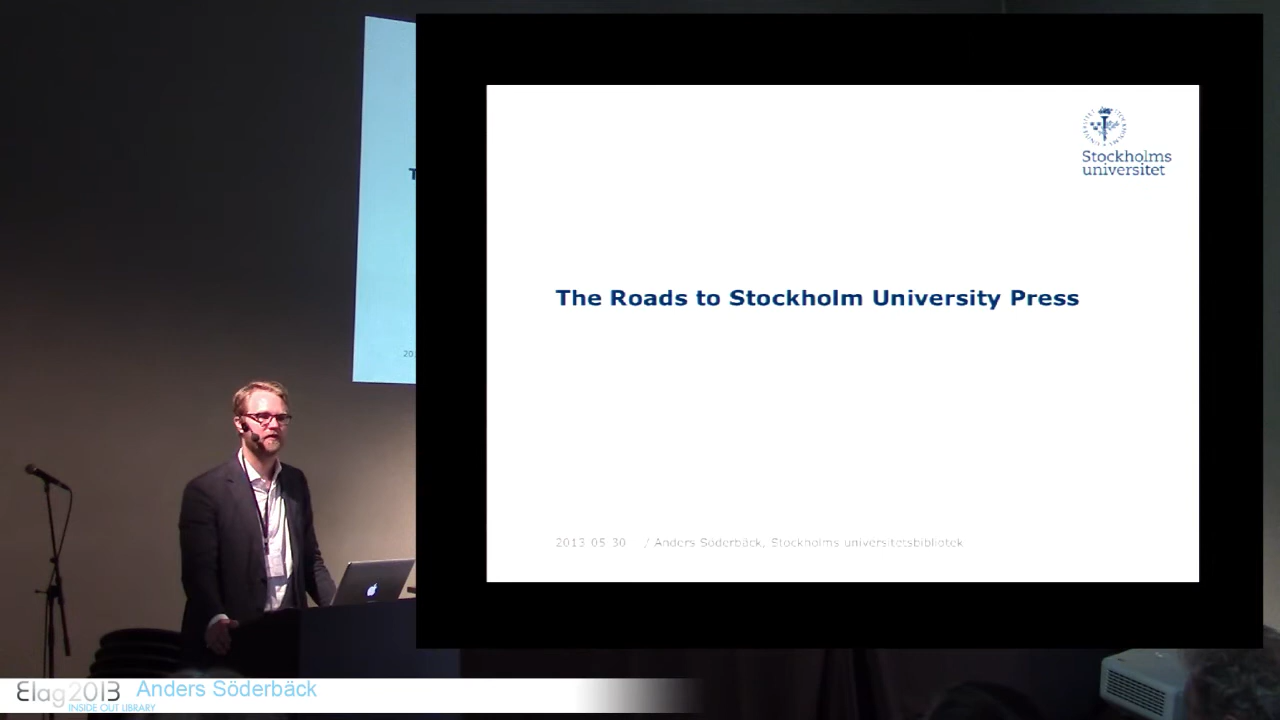 Stockholms
universitet
The Roads to Stockholm University Press
2013-05-30 / Anders Söderbäck, Stockholms universitetsbibliotek
T
20
Elag2013 Anders Söderbäck
INSIDE OUT LIBRARY